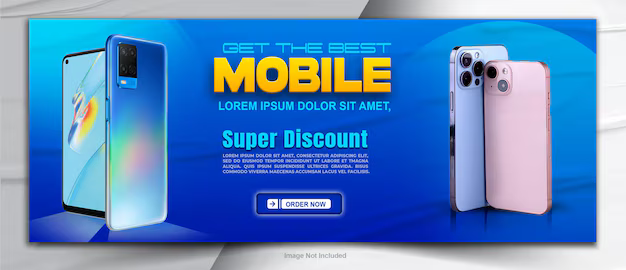 GET THE BEST
MOBILE
LOREM IPSUM DOLOR SIT AMET,
Super Discount
LOREM IPSUM DOLOR SIT AMET, CONSECTETUR ADIPISCING ELIT, SED DO
EIUSMOD TEMPOR INCIDIDUNT UT LABORE ET DOLORE MAGNA
ALIQUA. QUIS IPSUM SUSPENDISSE ULTRICES GRAVIDA. RISUS
COMMODO VIVERRA MAECENAS ACCUMSAN LACUS VEL FACILISIS.
ORDER NOW
Image Not Included